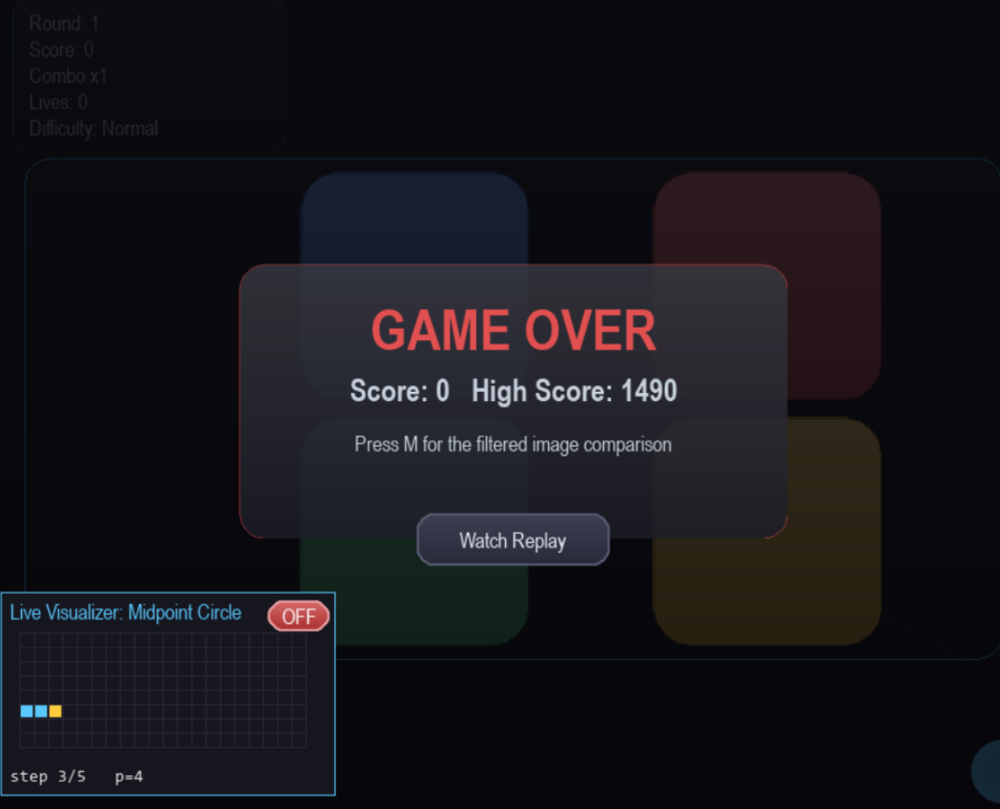 Round: 1
Score: 0
Combo x1
Lives: 0
Difficulty: Normal
GAME OVER
Score: 0   High Score: 1490
Press M for the filtered image comparison
Watch Replay
Live Visualizer: Midpoint Circle
OFF
step 3/5   p=4